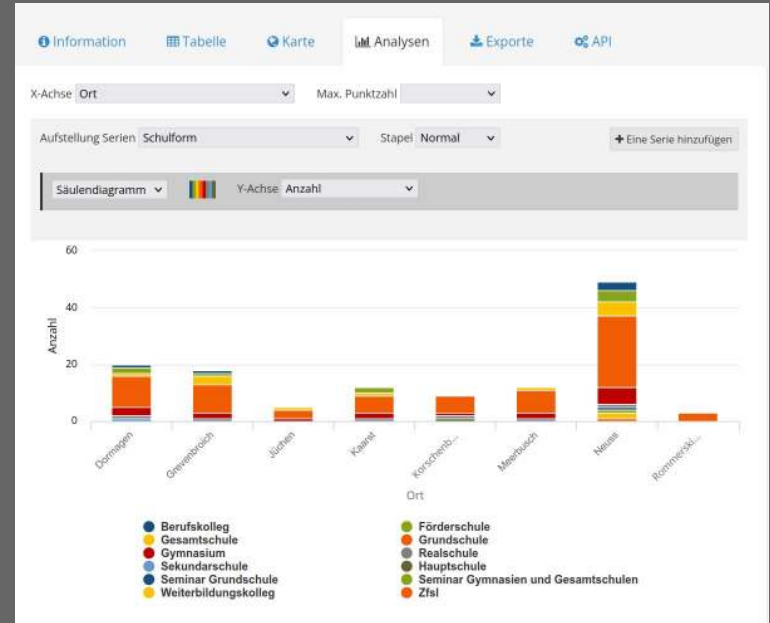 Information Tabelle Karte Analysen Exporte API
X-Achse Ort Max. Punktzahl
Aufstellung Serien Schulform Stapel Normal + Eine Serie hinzufügen
Säulendiagramm Y-Achse Anzahl
60
40
20
0
Anzahl
Dormagen Grevenbroich Jüchen Kaarst Korschenb... Meerbusch Neuss Rommerski...
Ort
Berufskolleg Förderschule
Gesamtschule Grundschule
Gymnasium Realschule
Sekundarschule Hauptschule
Seminar Grundschule Seminar Gymnasien und Gesamtschulen
Weiterbildungskolleg Zfsl